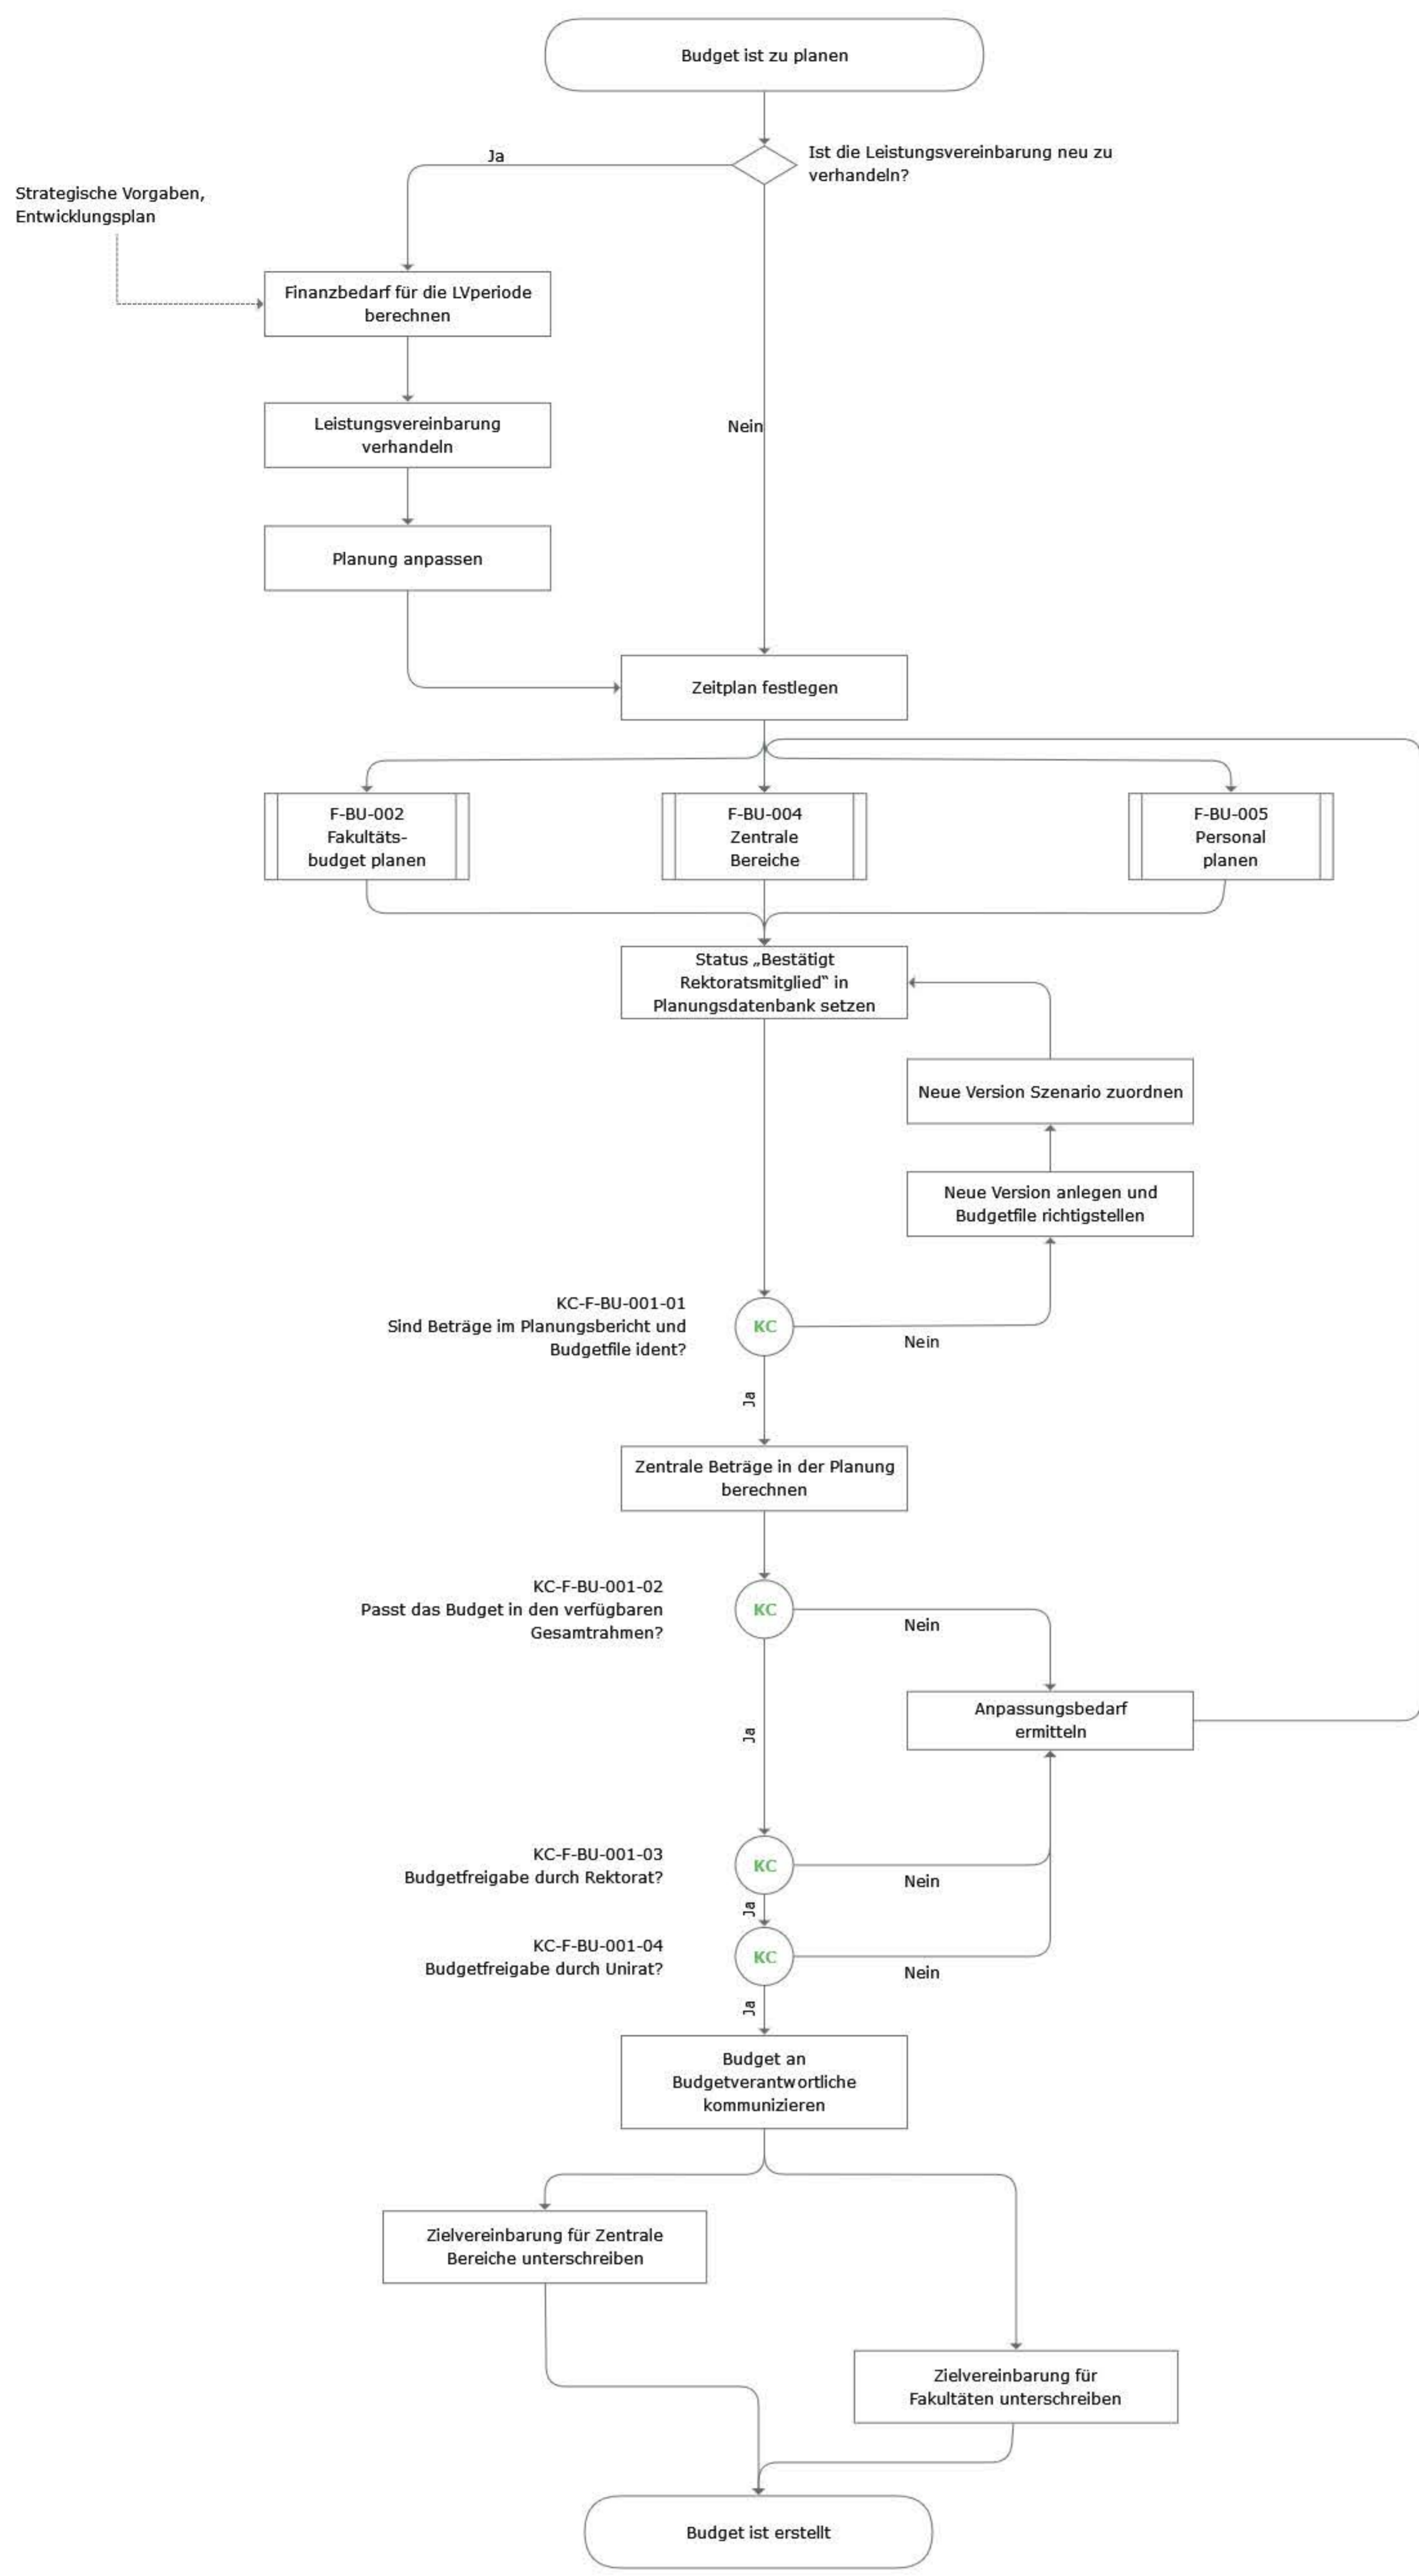 Budget ist zu planen
Ist die Leistungsvereinbarung neu zu
verhandeln?
Ja
Strategische Vorgaben,
Entwicklungsplan
Finanzbedarf für die LVperiode
berechnen
Leistungsvereinbarung
verhandeln
Nein
Planung anpassen
Zeitplan festlegen
F-BU-002
Fakultäts-
budget planen
F-BU-004
Zentrale
Bereiche
F-BU-005
Personal
planen
Status „Bestätigt
Rektoratsmitglied“ in
Planungsdatenbank setzen
Neue Version Szenario zuordnen
Neue Version anlegen und
Budgetfile richtigstellen
KC-F-BU-001-01
Sind Beträge im Planungsbericht und
Budgetfile ident?
KC
Nein
Ja
Zentrale Beträge in der Planung
berechnen
KC-F-BU-001-02
Passt das Budget in den verfügbaren
Gesamtrahmen?
KC
Nein
Ja
Anpassungsbedarf
ermitteln
KC-F-BU-001-03
Budgetfreigabe durch Rektorat?
KC
Nein
Ja
KC-F-BU-001-04
Budgetfreigabe durch Unirat?
KC
Nein
Ja
Budget an
Budgetverantwortliche
kommunizieren
Zielvereinbarung für Zentrale
Bereiche unterschreiben
Zielvereinbarung für
Fakultäten unterschreiben
Budget ist erstellt